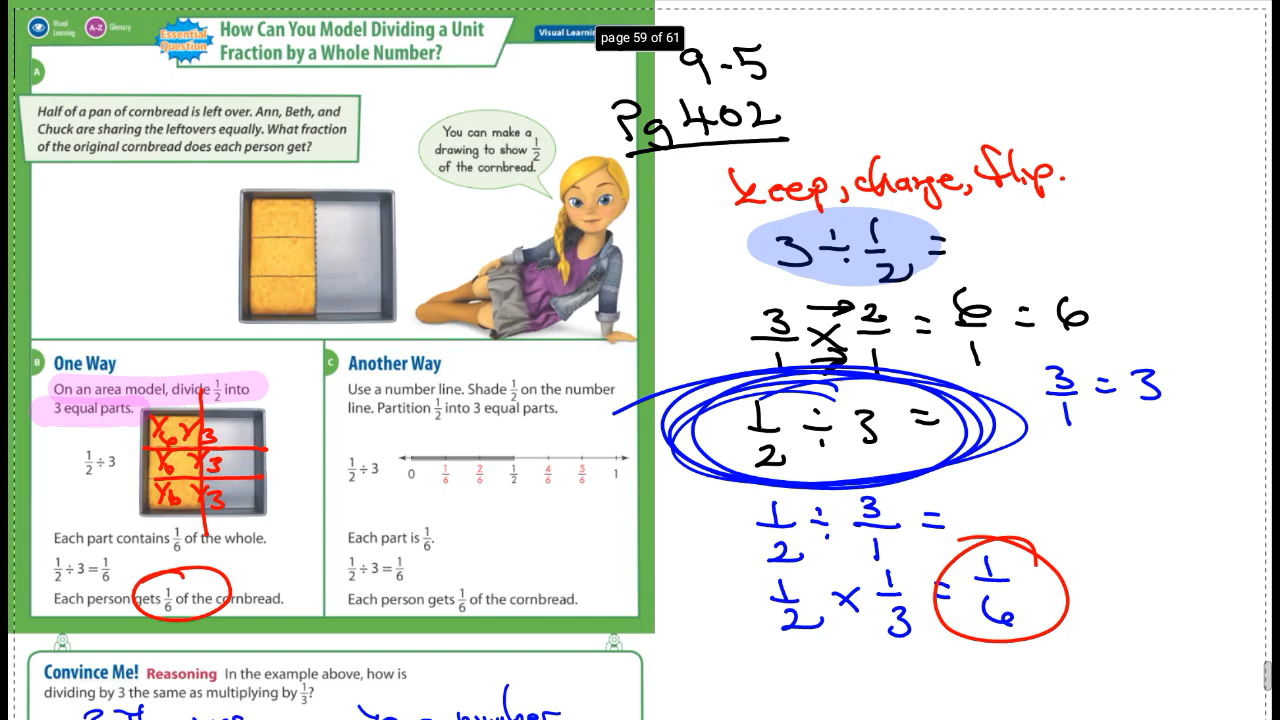 Visual Learning
A-Z Glossary
Essential Question
How Can You Model Dividing a Unit Fraction by a Whole Number?
Visual Learnin
page 59 of 61
A
Half of a pan of cornbread is left over. Ann, Beth, and
Chuck are sharing the leftovers equally. What fraction
of the original cornbread does each person get?
You can make a
drawing to show 1/2
of the cornbread.
B One Way
On an area model, divide 1/2 into
3 equal parts.
1/2 ÷ 3
1/6 1/3
1/6 1/3
1/6 1/3
Each part contains 1/6 of the whole.
1/2 ÷ 3 = 1/6
Each person gets 1/6 of the cornbread.
C Another Way
Use a number line. Shade 1/2 on the number
line. Partition 1/2 into 3 equal parts.
1/2 ÷ 3
0 1/6 2/6 1/2 4/6 5/6 1
Each part is 1/6.
1/2 ÷ 3 = 1/6
Each person gets 1/6 of the cornbread.
Convince Me! Reasoning In the example above, how is
dividing by 3 the same as multiplying by 1/3?
number
9-5
Pg 402
keep, change, flip.
3 ÷ 1/2 =
3/1 × 2/1 = 6/1 = 6
3/1 = 3
1/2 ÷ 3 =
1/2 ÷ 3/1 =
1/2 × 1/3 = 1/6